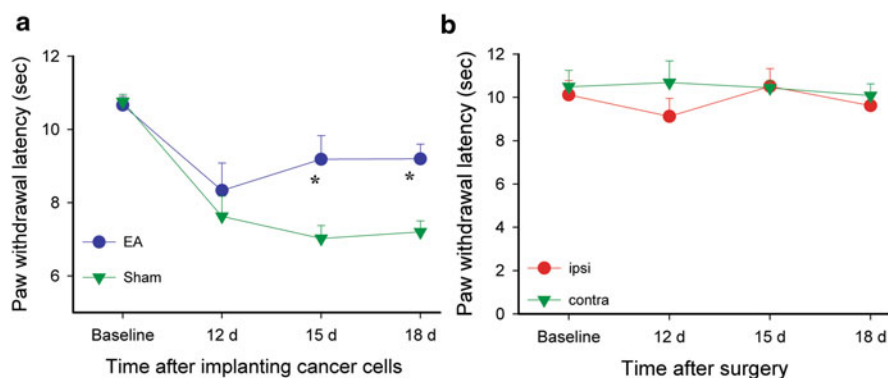 a
Paw withdrawal latency (sec)
12
10
8
6
*
*
EA
Sham
Baseline
12 d
15 d
18 d
Time after implanting cancer cells
b
Paw withdrawal latency (sec)
12
10
8
6
4
2
0
ipsi
contra
Baseline
12 d
15 d
18 d
Time after surgery